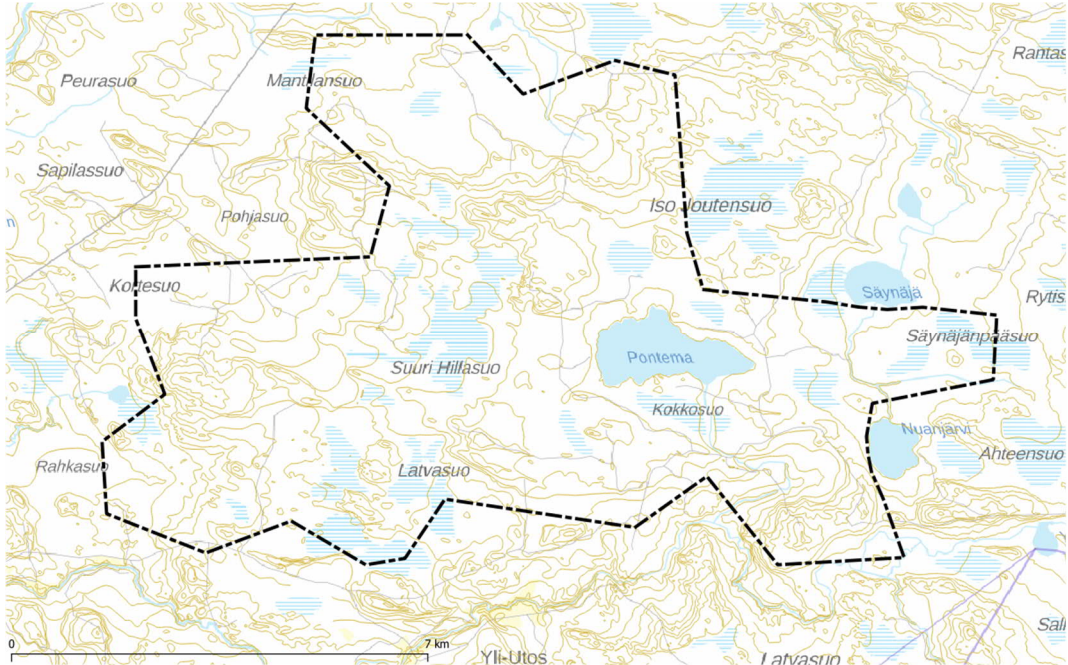 Rantas
Peurasuo
Manttilansuo
Sapilassuo
Pohjasuo
Iso Joutensuo
n
Kortesuo
Säynäjä
Rytis
Säynäjänpääsuo
Pontema
Suuri Hillasuo
Kokkosuo
Nuanjärvi
Ahteensuo
Rahkasuo
Latvasuo
Sall
0
7 km
Yli-Utos
Latvasuo